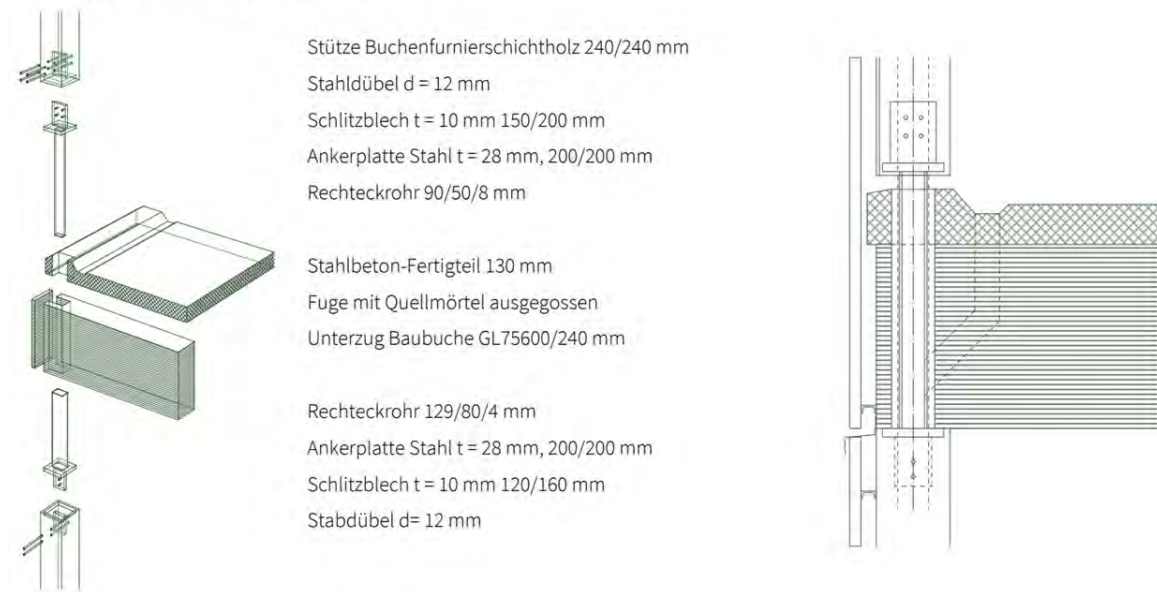 Stütze Buchenfurnierschichtholz 240/240 mm
Stahldübel d = 12 mm
Schlitzblech t = 10 mm 150/200 mm
Ankerplatte Stahl t = 28 mm, 200/200 mm
Rechteckrohr 90/50/8 mm
Stahlbeton-Fertigteil 130 mm
Fuge mit Quellmörtel ausgegossen
Unterzug Baubuche GL75600/240 mm
Rechteckrohr 129/80/4 mm
Ankerplatte Stahl t = 28 mm, 200/200 mm
Schlitzblech t = 10 mm 120/160 mm
Stabdübel d= 12 mm